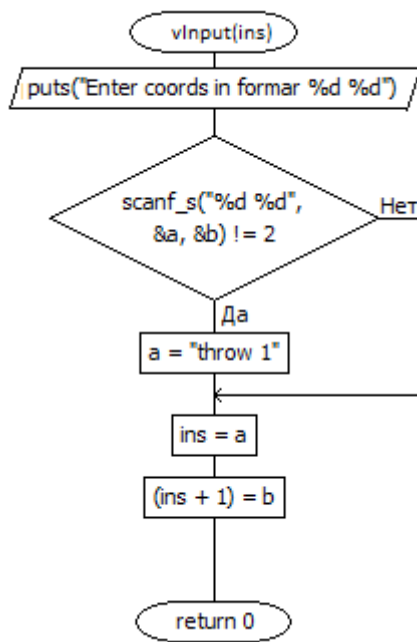 vInput(ins)
puts("Enter coords in formar %d %d")
scanf_s("%d %d",
&a, &b) != 2
Нет
Да
a = "throw 1"
ins = a
(ins + 1) = b
return 0